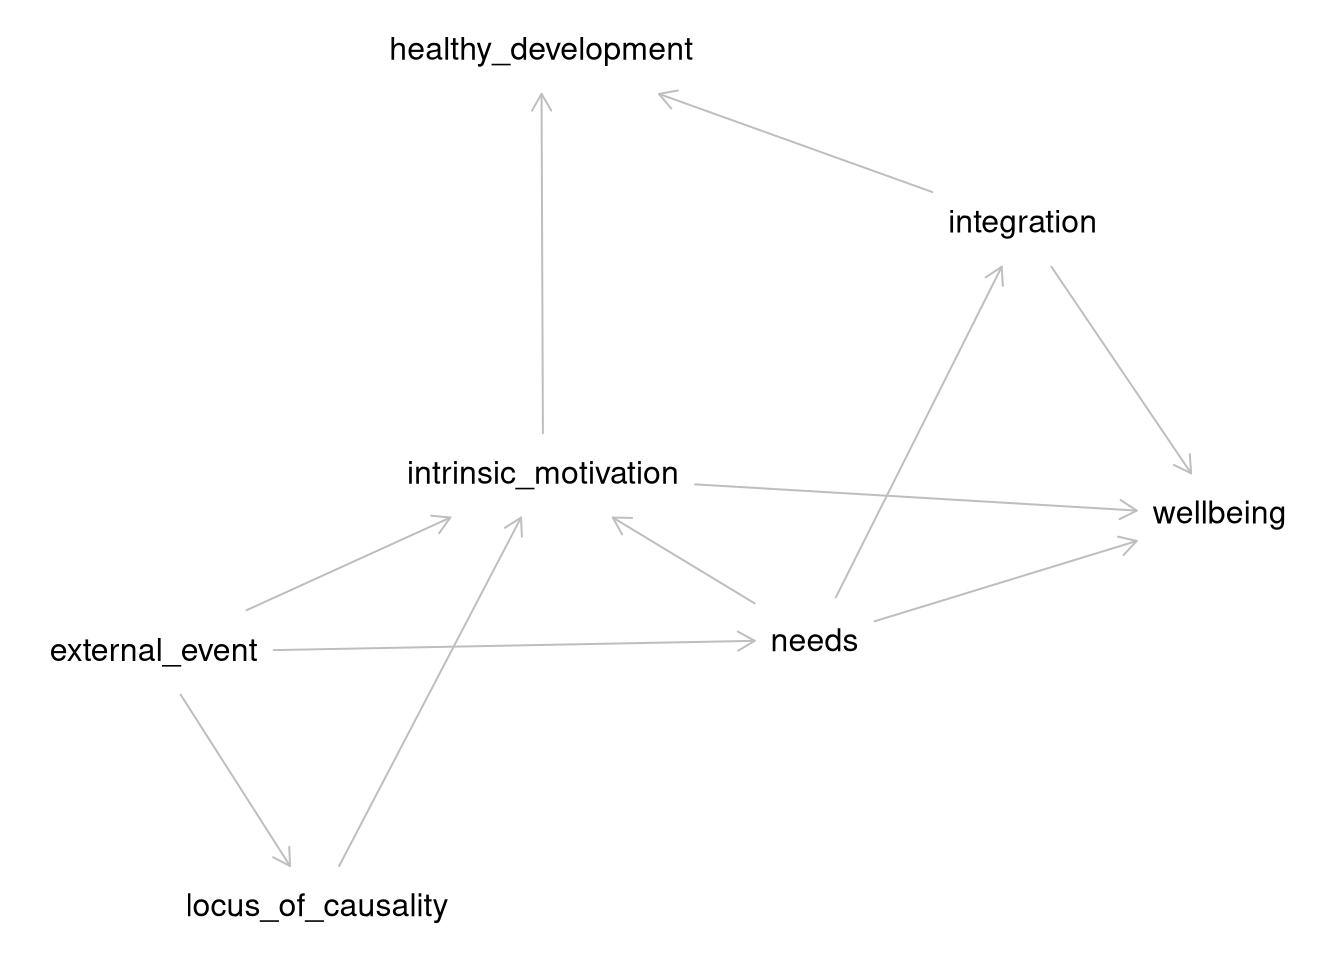 healthy_development
integration
intrinsic_motivation
wellbeing
external_event
needs
locus_of_causality